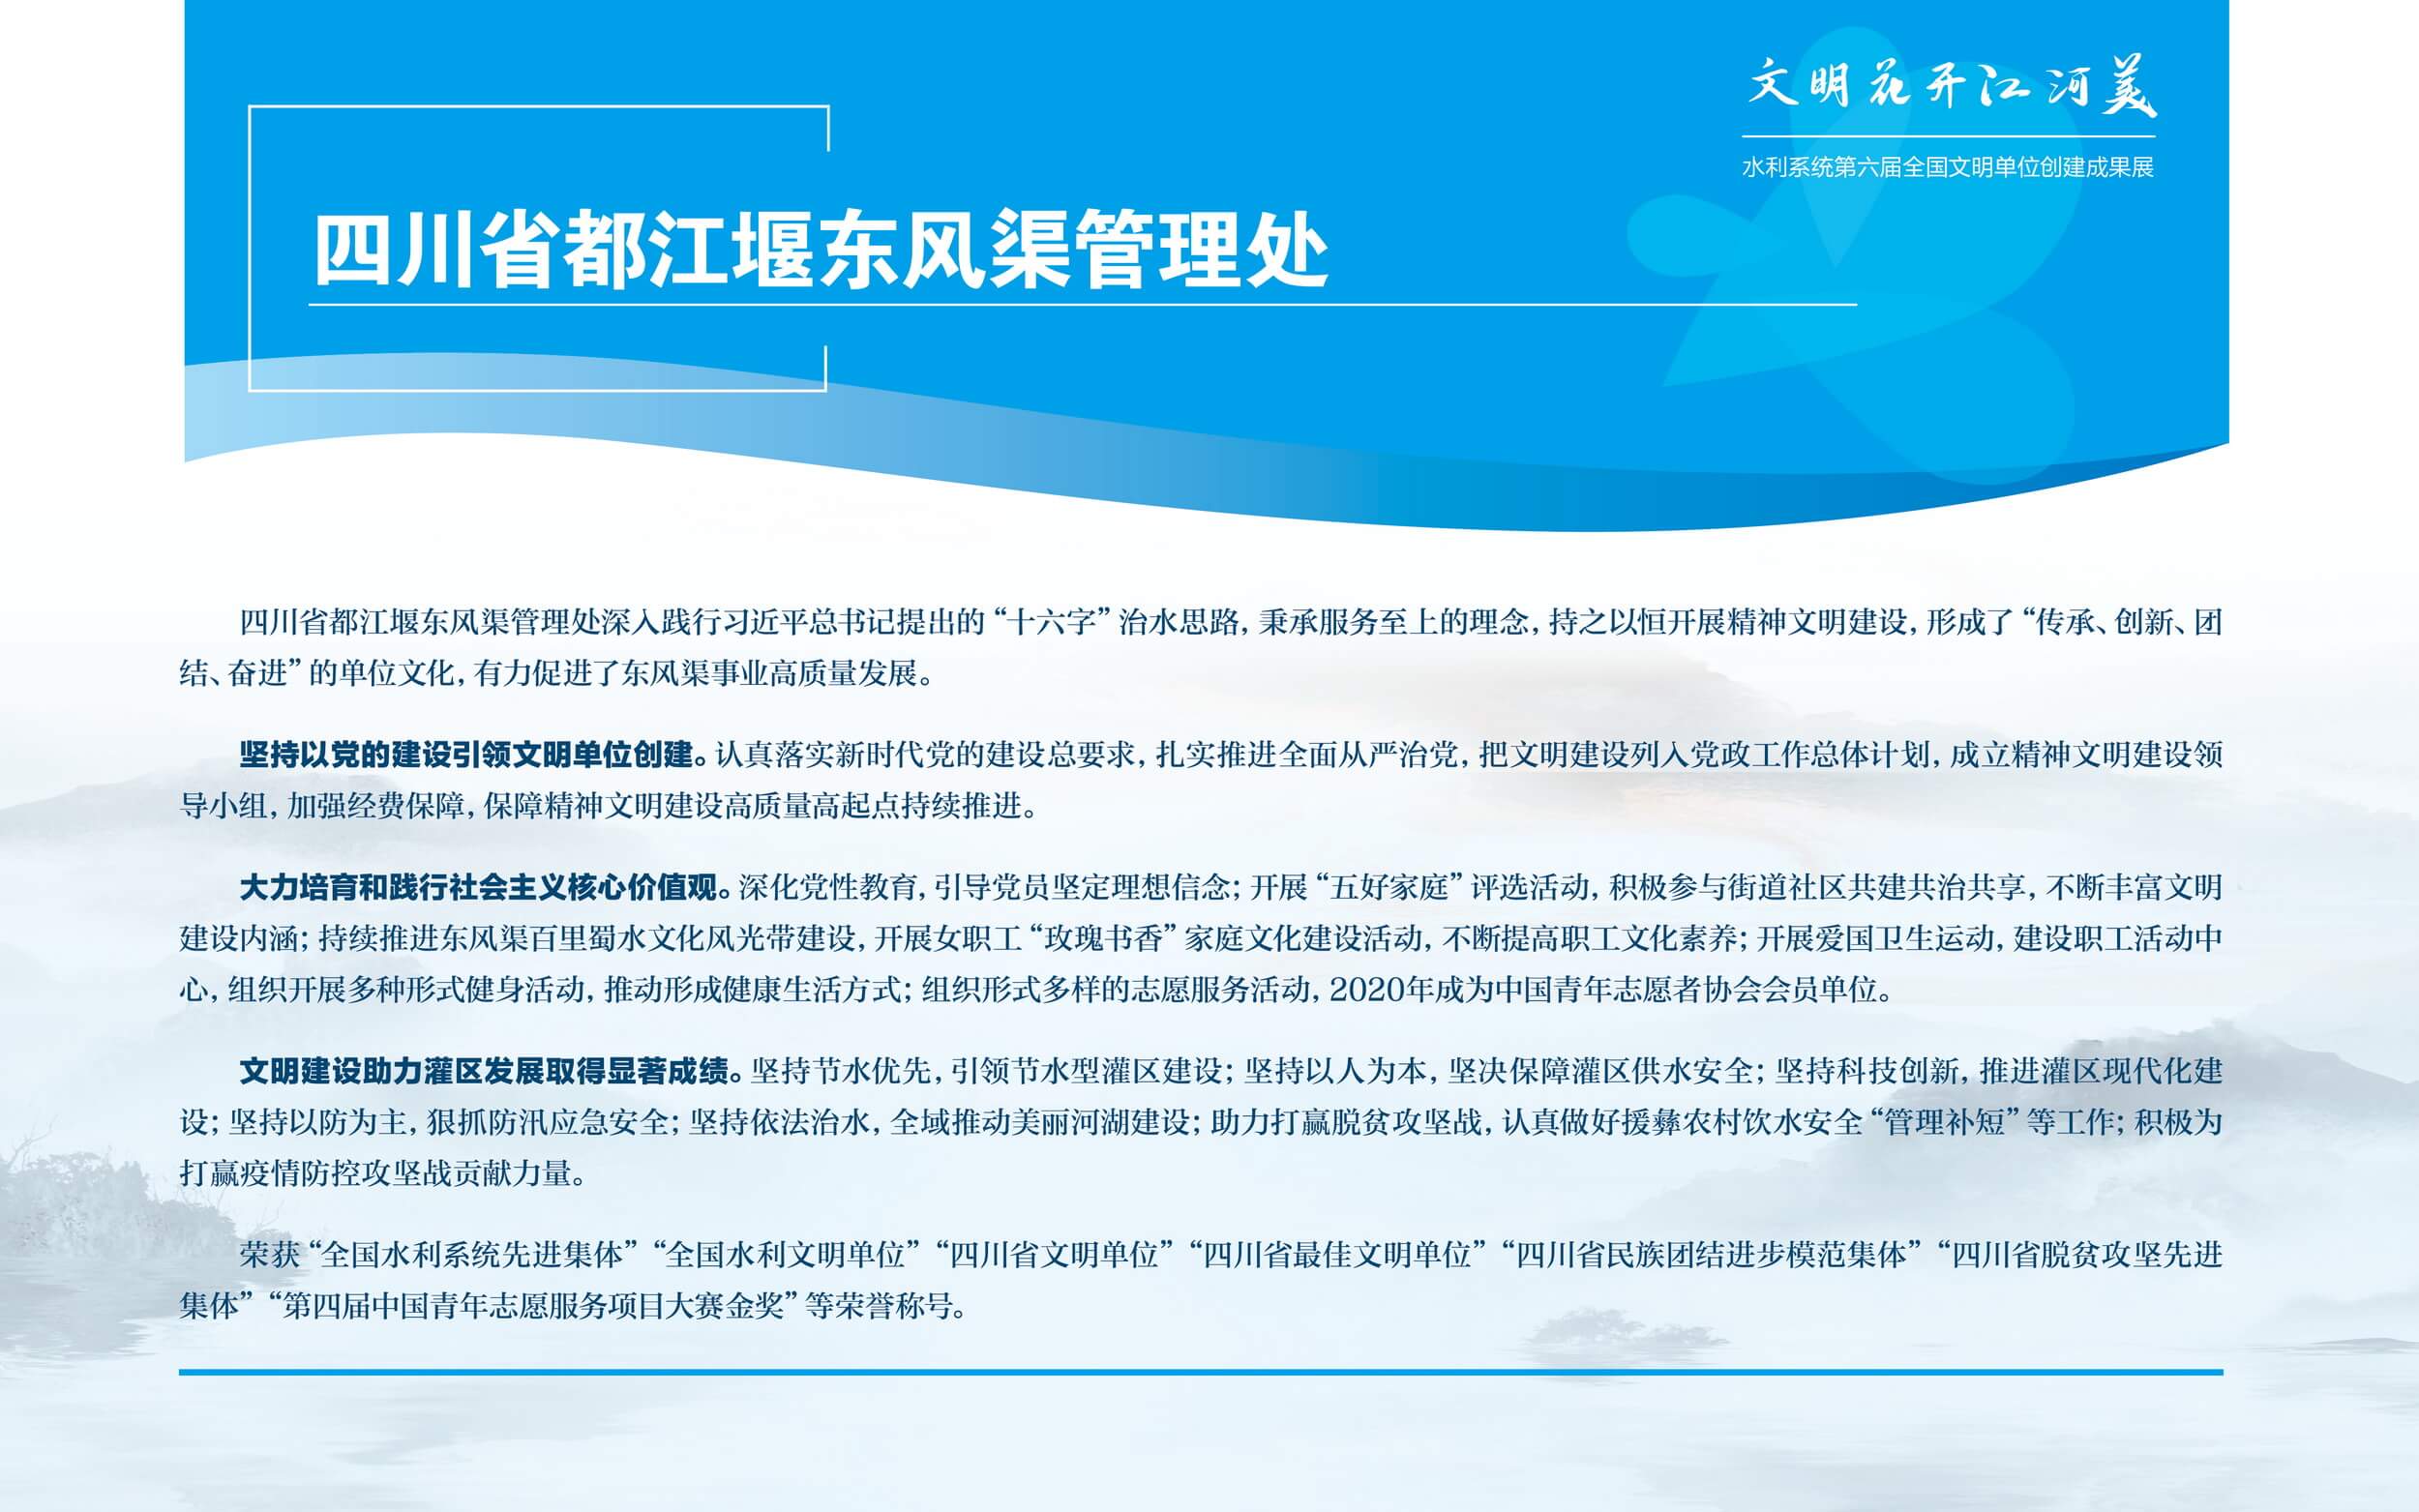 文明花开江河美
水利系统第六届全国文明单位创建成果展
四川省都江堰东风渠管理处
四川省都江堰东风渠管理处深入践行习近平总书记提出的“十六字”治水思路,秉承服务至上的理念,持之以恒开展精神文明建设,形成了“传承、创新、团
结、奋进”的单位文化,有力促进了东风渠事业高质量发展。
坚持以党的建设引领文明单位创建。认真落实新时代党的建设总要求,扎实推进全面从严治党,把文明建设列入党政工作总体计划,成立精神文明建设领
导小组,加强经费保障,保障精神文明建设高质量高起点持续推进。
大力培育和践行社会主义核心价值观。深化党性教育,引导党员坚定理想信念;开展“五好家庭”评选活动,积极参与街道社区共建共治共享,不断丰富文明
建设内涵;持续推进东风渠百里蜀水文化风光带建设,开展女职工“玫瑰书香”家庭文化建设活动,不断提高职工文化素养;开展爱国卫生运动,建设职工活动中
心,组织开展多种形式健身活动,推动形成健康生活方式;组织形式多样的志愿服务活动,2020年成为中国青年志愿者协会会员单位。
文明建设助力灌区发展取得显著成绩。坚持节水优先,引领节水型灌区建设;坚持以人为本,坚决保障灌区供水安全;坚持科技创新,推进灌区现代化建
设;坚持以防为主,狠抓防汛应急安全;坚持依法治水,全域推动美丽河湖建设;助力打赢脱贫攻坚战,认真做好援彝农村饮水安全“管理补短”等工作;积极为
打赢疫情防控攻坚战贡献力量。
荣获“全国水利系统先进集体”“全国水利文明单位”“四川省文明单位”“四川省最佳文明单位”“四川省民族团结进步模范集体”“四川省脱贫攻坚先进
集体”“第四届中国青年志愿服务项目大赛金奖”等荣誉称号。